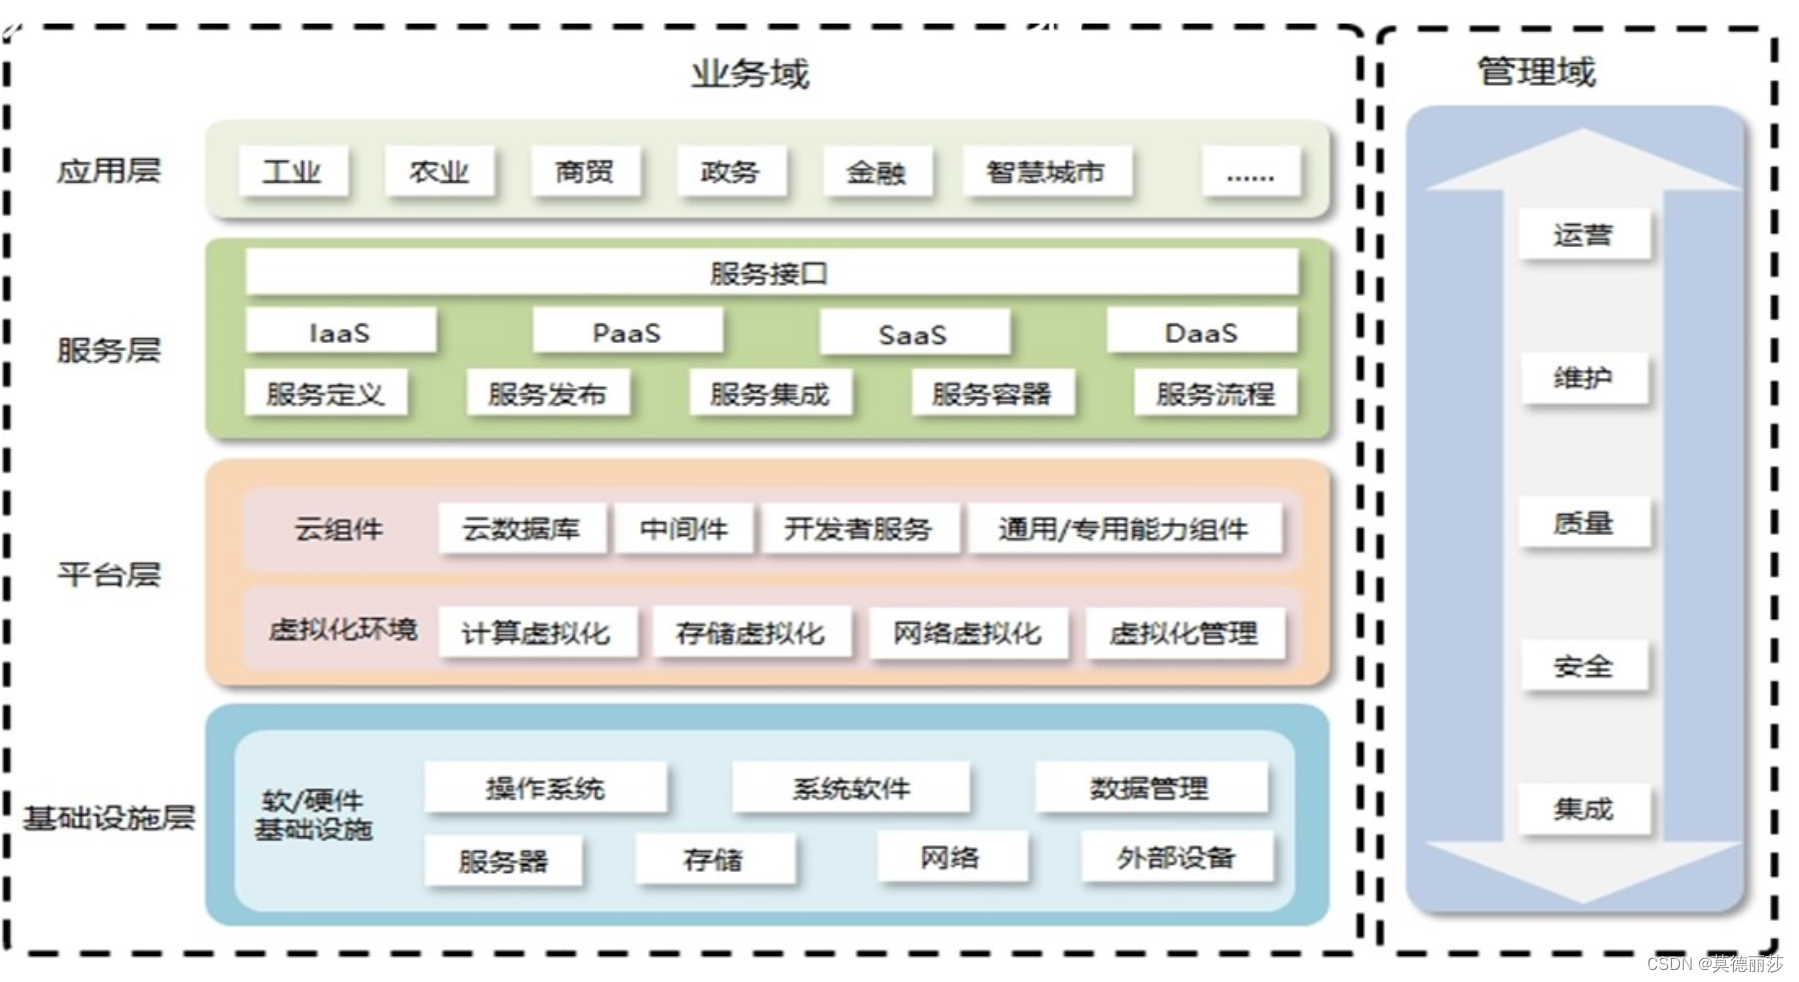 业务域
应用层
工业 农业 商贸 政务 金融 智慧城市 ......
服务层
服务接口
IaaS PaaS SaaS DaaS
服务定义 服务发布 服务集成 服务容器 服务流程
平台层
云组件 云数据库 中间件 开发者服务 通用/专用能力组件
虚拟化环境 计算虚拟化 存储虚拟化 网络虚拟化 虚拟化管理
基础设施层
软/硬件
基础设施
操作系统 系统软件 数据管理
服务器 存储 网络 外部设备
管理域
运营
维护
质量
安全
集成
CSDN @莫德丽莎